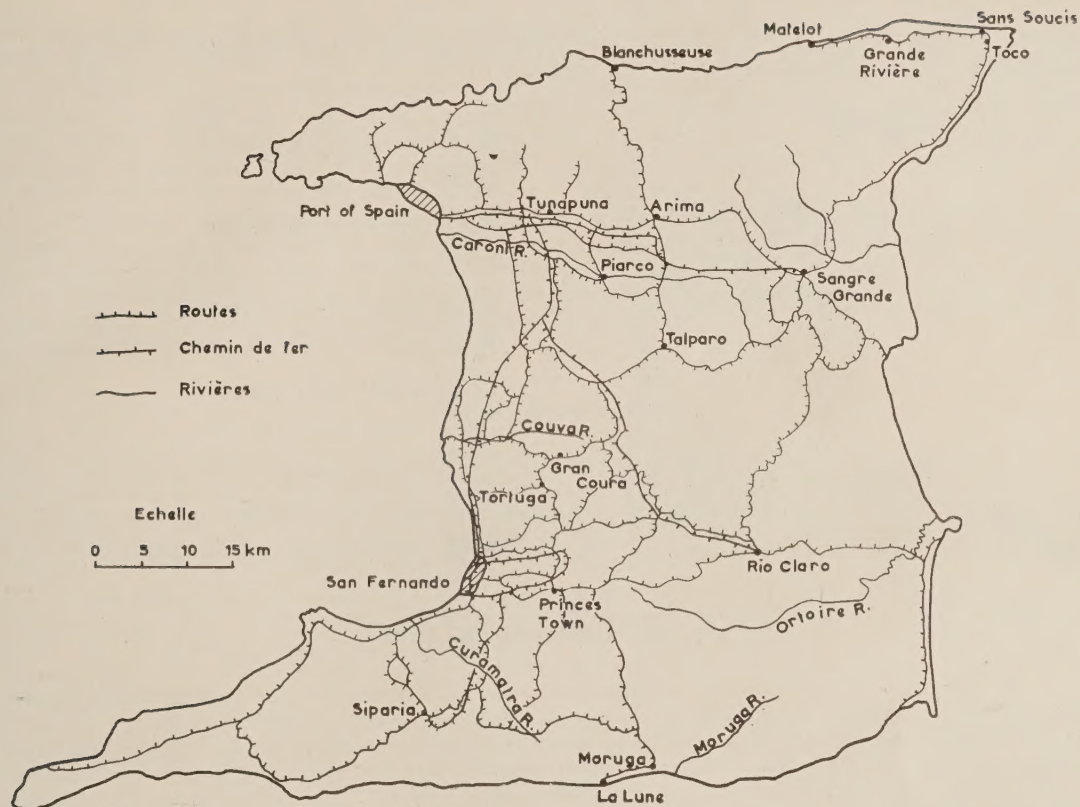 Sans Soucis
Matelot
Grande
Rivière
Toco
Blanchusseuse
Port of Spain
Tunapuna
Arima
Caroni R.
Piarco
Sangre
Grande
Routes
Chemin de fer
Rivières
Talparo
Couva R.
Gran
Coura
Tortuga
Echelle
0 5 10 15 km
San Fernando
Rio Claro
Princes
Town
Ortoire R.
Curamaira R.
Siparia
Moruga R.
Moruga
La Lune